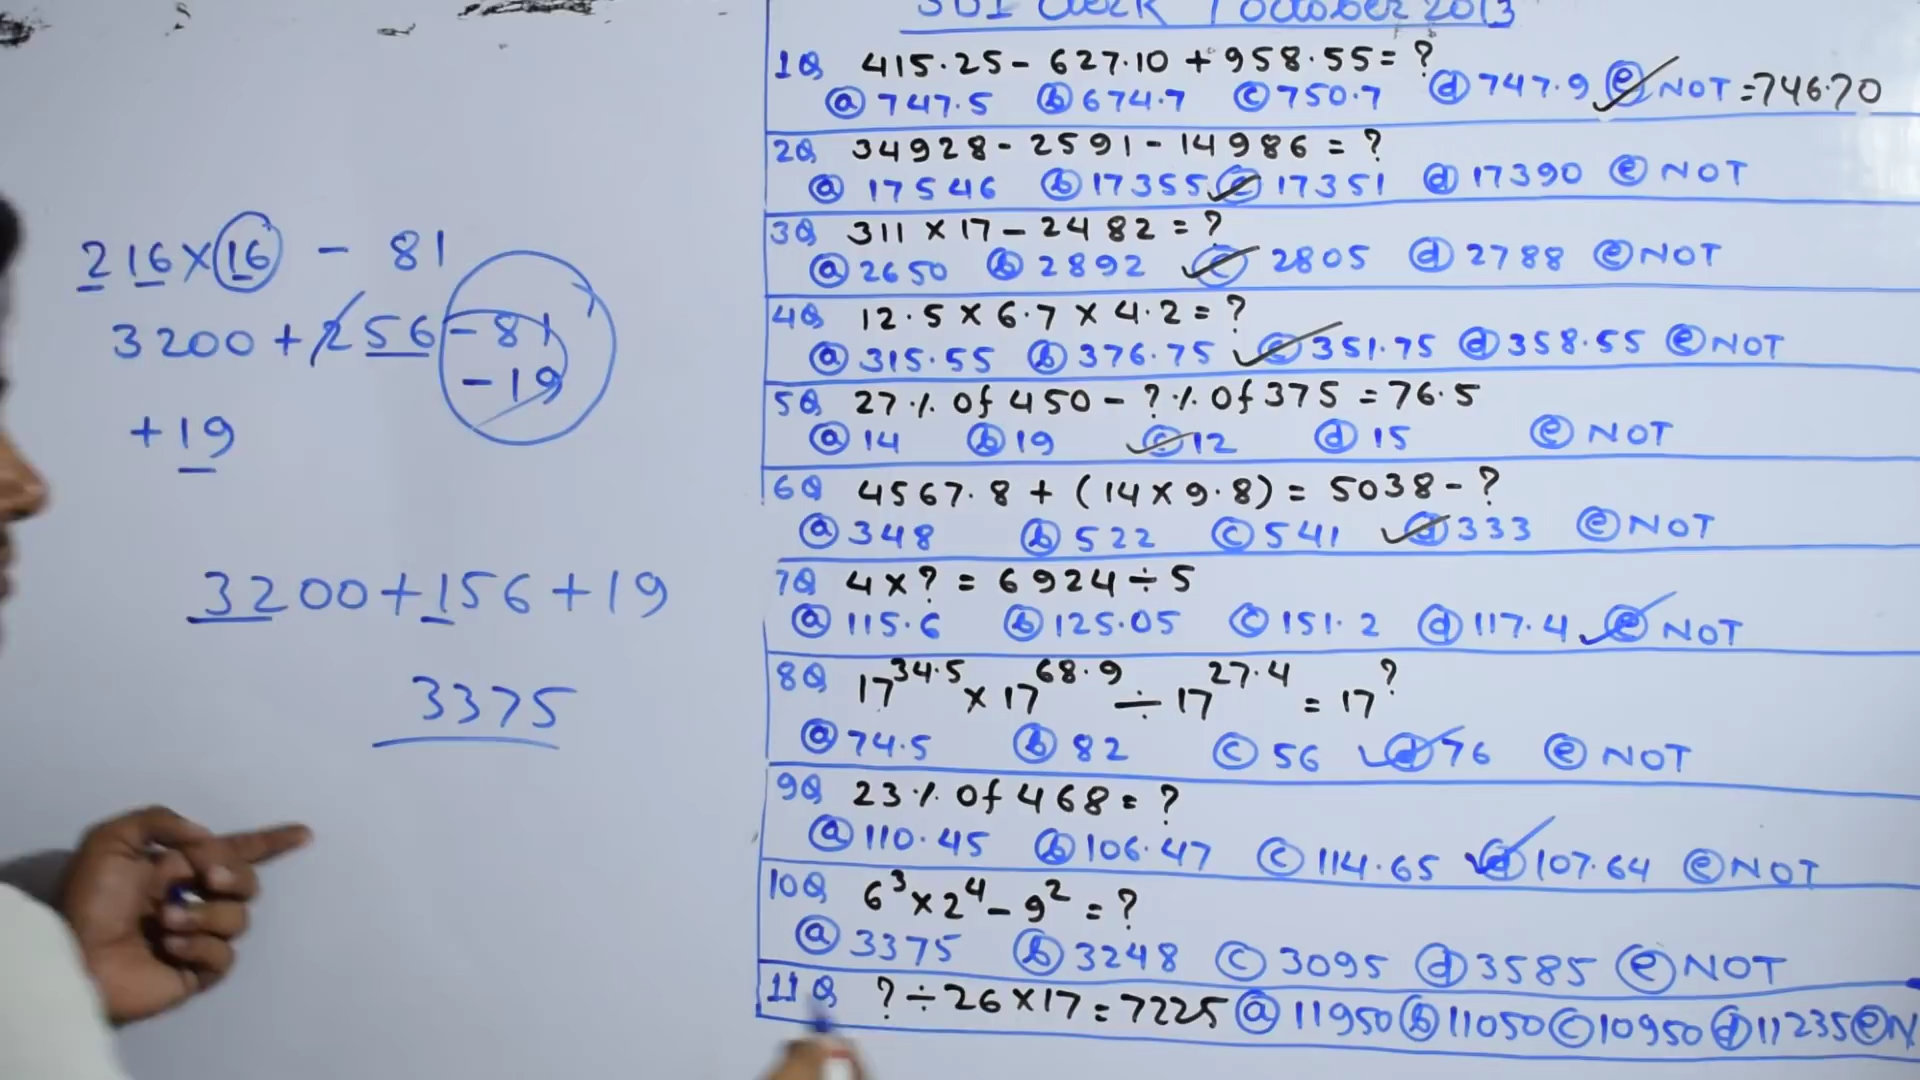 216×16 - 81
3200 + 256 - 81
- 19
+ 19
3200 + 156 + 19
3375
SBI Clerk 7 October 2013
1Q 415.25 - 627.10 + 958.55 = ?
ⓐ 747.5 ⓑ 674.7 ⓒ 750.7 ⓓ 747.9 ⓔ NOT = 746.70
2Q 34928 - 2591 - 14986 = ?
ⓐ 17546 ⓑ 17355 ⓒ 17351 ⓓ 17390 ⓔ NOT
3Q 311 × 17 - 2482 = ?
ⓐ 2650 ⓑ 2892 ⓒ 2805 ⓓ 2788 ⓔ NOT
4Q 12.5 × 6.7 × 4.2 = ?
ⓐ 315.55 ⓑ 376.75 ⓒ 351.75 ⓓ 358.55 ⓔ NOT
5Q 27% Of 450 - ?% Of 375 = 76.5
ⓐ 14 ⓑ 19 ⓒ 12 ⓓ 15 ⓔ NOT
6Q 4567.8 + (14 × 9.8) = 5038 - ?
ⓐ 348 ⓑ 522 ⓒ 541 ⓓ 333 ⓔ NOT
7Q 4 × ? = 6924 ÷ 5
ⓐ 115.6 ⓑ 125.05 ⓒ 151.2 ⓓ 117.4 ⓔ NOT
8Q 17^34.5 × 17^68.9 ÷ 17^27.4 = 17^?
ⓐ 74.5 ⓑ 82 ⓒ 56 ⓓ 76 ⓔ NOT
9Q 23% Of 468 = ?
ⓐ 110.45 ⓑ 106.47 ⓒ 114.65 ⓓ 107.64 ⓔ NOT
10Q 6³ × 2⁴ - 9² = ?
ⓐ 3375 ⓑ 3248 ⓒ 3095 ⓓ 3585 ⓔ NOT
11Q ? ÷ 26 × 17 = 7225 ⓐ 11950 ⓑ 11050 ⓒ 10950 ⓓ 11235 ⓔ N